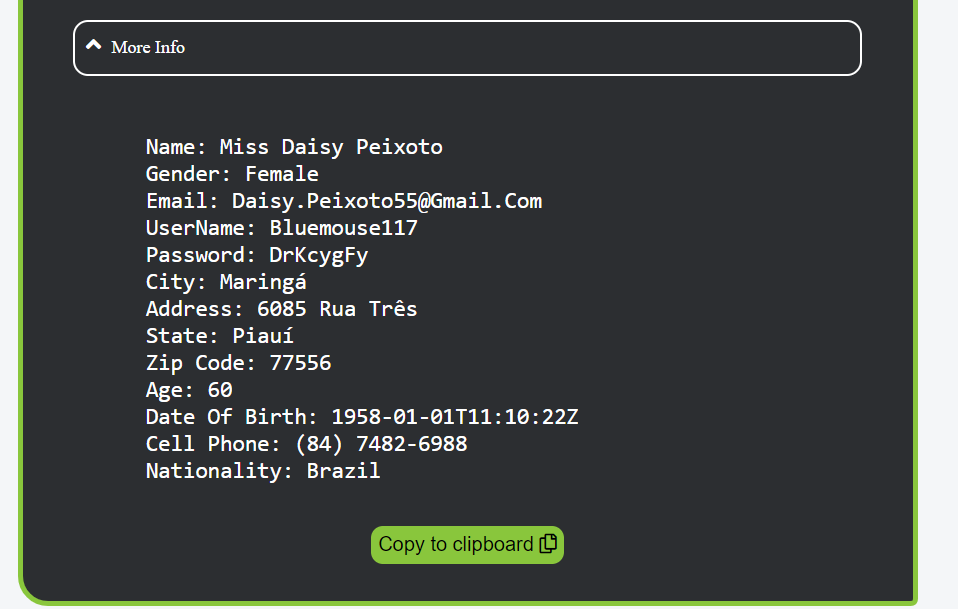 More Info
Name: Miss Daisy Peixoto
Gender: Female
Email: Daisy.Peixoto55@Gmail.Com
UserName: Bluemouse117
Password: DrKcygFy
City: Maringá
Address: 6085 Rua Três
State: Piauí
Zip Code: 77556
Age: 60
Date Of Birth: 1958-01-01T11:10:22Z
Cell Phone: (84) 7482-6988
Nationality: Brazil
Copy to clipboard